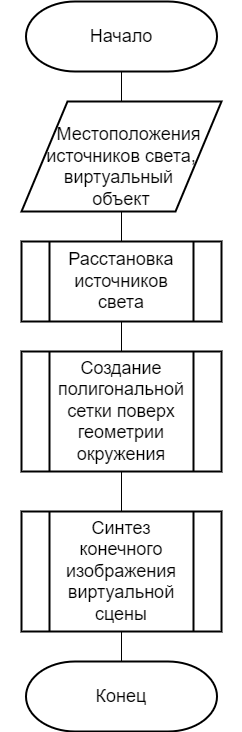 Начало
Местоположения
источников света,
виртуальный
объект
Расстановка
источников
света
Создание
полигональной
сетки поверх
геометрии
окружения
Синтез
конечного
изображения
виртуальной
сцены
Конец